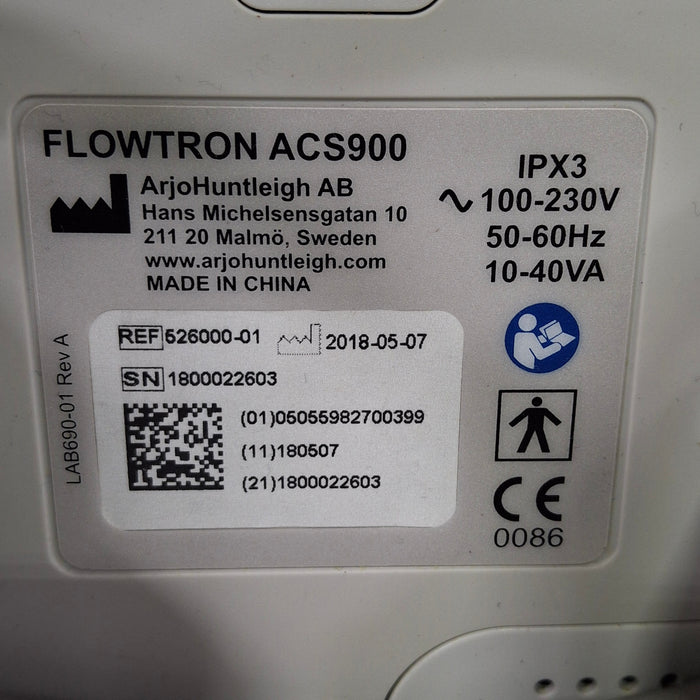 FLOWTRON ACS900
ArjoHuntleigh AB
Hans Michelsensgatan 10
211 20 Malmö, Sweden
www.arjohuntleigh.com
MADE IN CHINA
IPX3
100-230V
50-60Hz
10-40VA
LAB690-01 Rev A
REF 526000-01 2018-05-07
SN 1800022603
(01)05055982700399
(11)180507
(21)1800022603
CE
0086